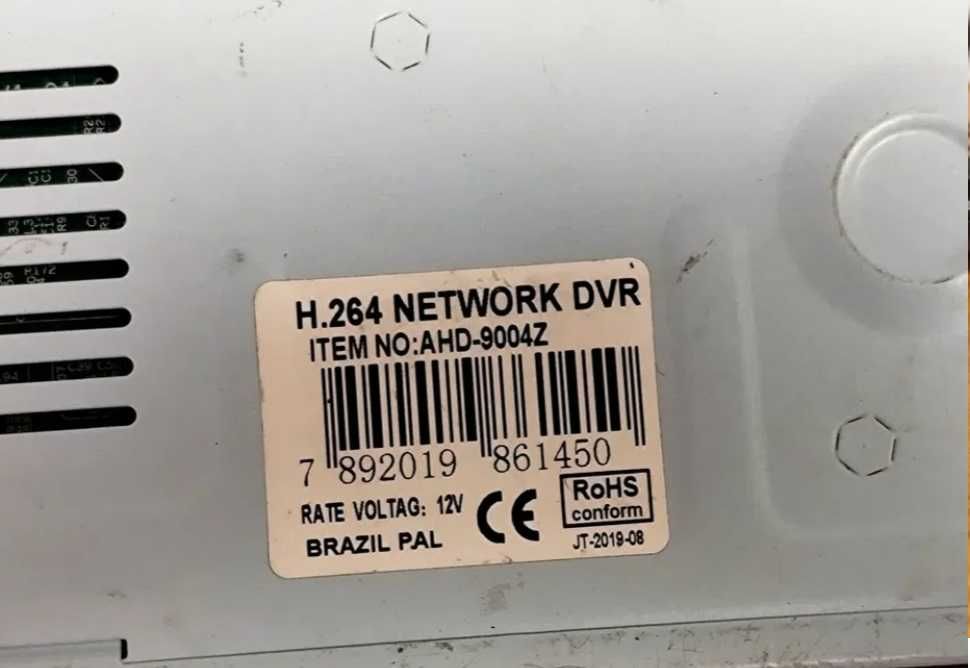 H.264 NETWORK DVR
ITEM NO:AHD-9004Z
7 892019 861450
RATE VOLTAG: 12V
CE
RoHS
conform
BRAZIL PAL
JT-2019-08